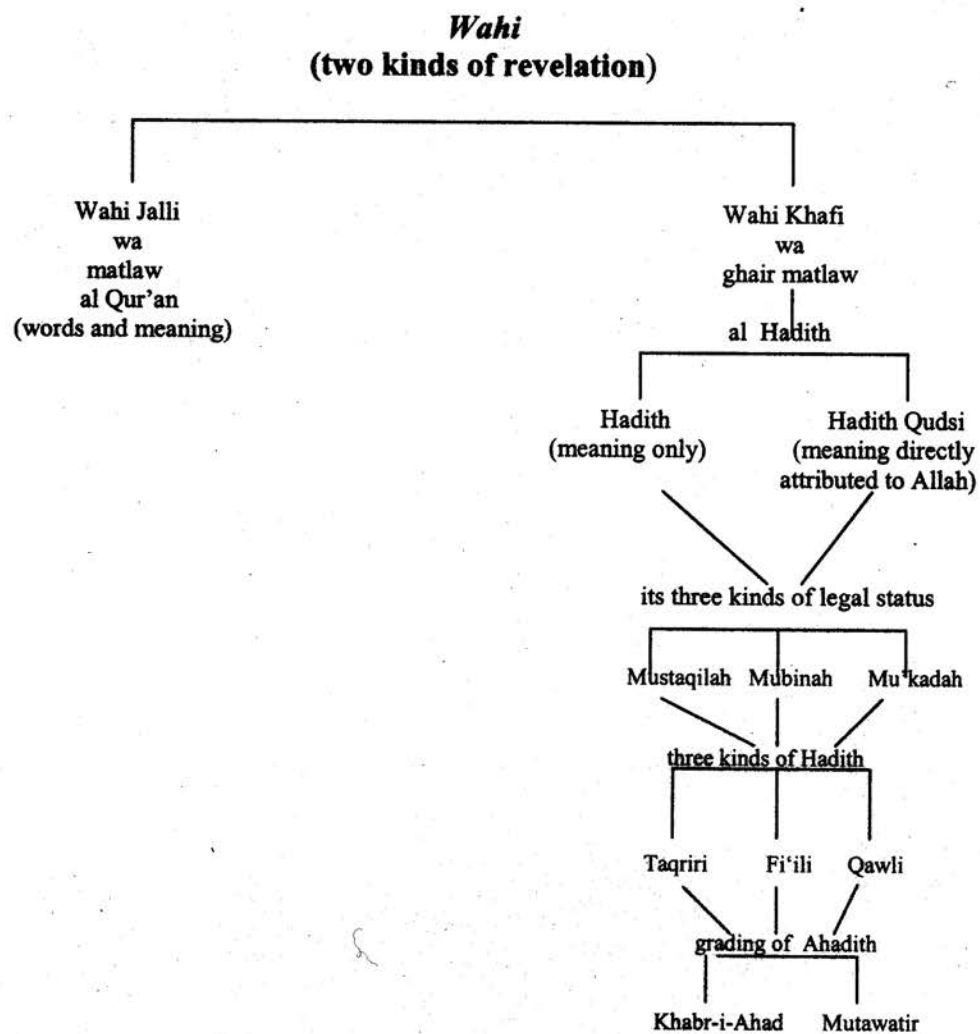 Wahi
(two kinds of revelation)
Wahi Jalli
wa
matlaw
al Qur'an
(words and meaning)
Wahi Khafi
wa
ghair matlaw
al Hadith
Hadith
(meaning only)
Hadith Qudsi
(meaning directly
attributed to Allah)
its three kinds of legal status
Mustaqilah Mubinah Mu'kadah
three kinds of Hadith
Taqriri Fi‘ili Qawli
grading of Ahadith
Khabr-i-Ahad Mutawatir